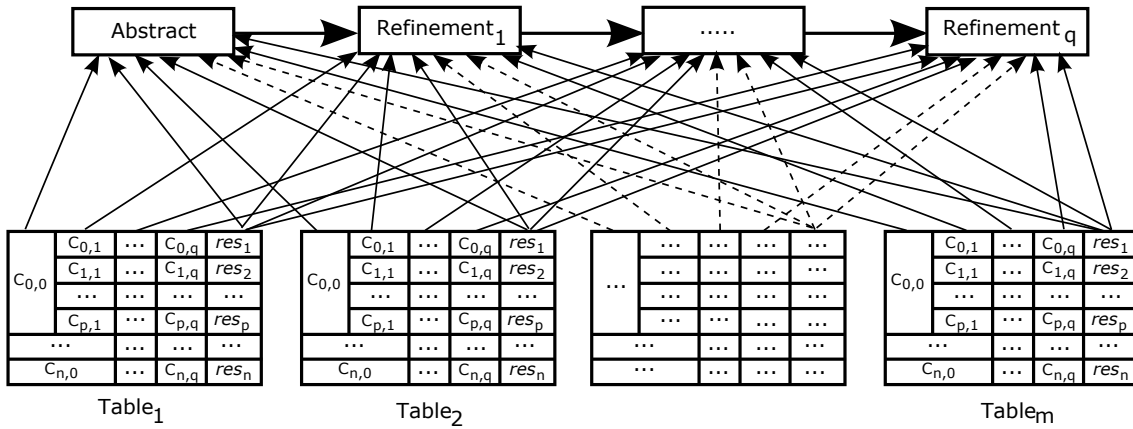 Abstract Refinement1 ..... Refinement q
C0,0 C0,1 ... C0,q res1 C0,0 C0,1 ... C0,q res1 ... ... ... ... ... C0,0 C0,1 ... C0,q res1
C1,1 ... C1,q res2 C1,1 ... C1,q res2 ... ... ... ... C1,1 ... C1,q res2
... ... ... ... ... ... ... ... ... ... ... ... ... ... ... ...
Cp,1 ... Cp,q resp Cp,1 ... Cp,q resp ... ... ... ... Cp,1 ... Cp,q resp
... ... ... ... ... ... ... ... ... ... ... ... ... ... ... ...
Cn,0 ... Cn,q resn Cn,0 ... Cn,q resn ... ... ... ... Cn,0 ... Cn,q resn
Table1 Table2 Tablem